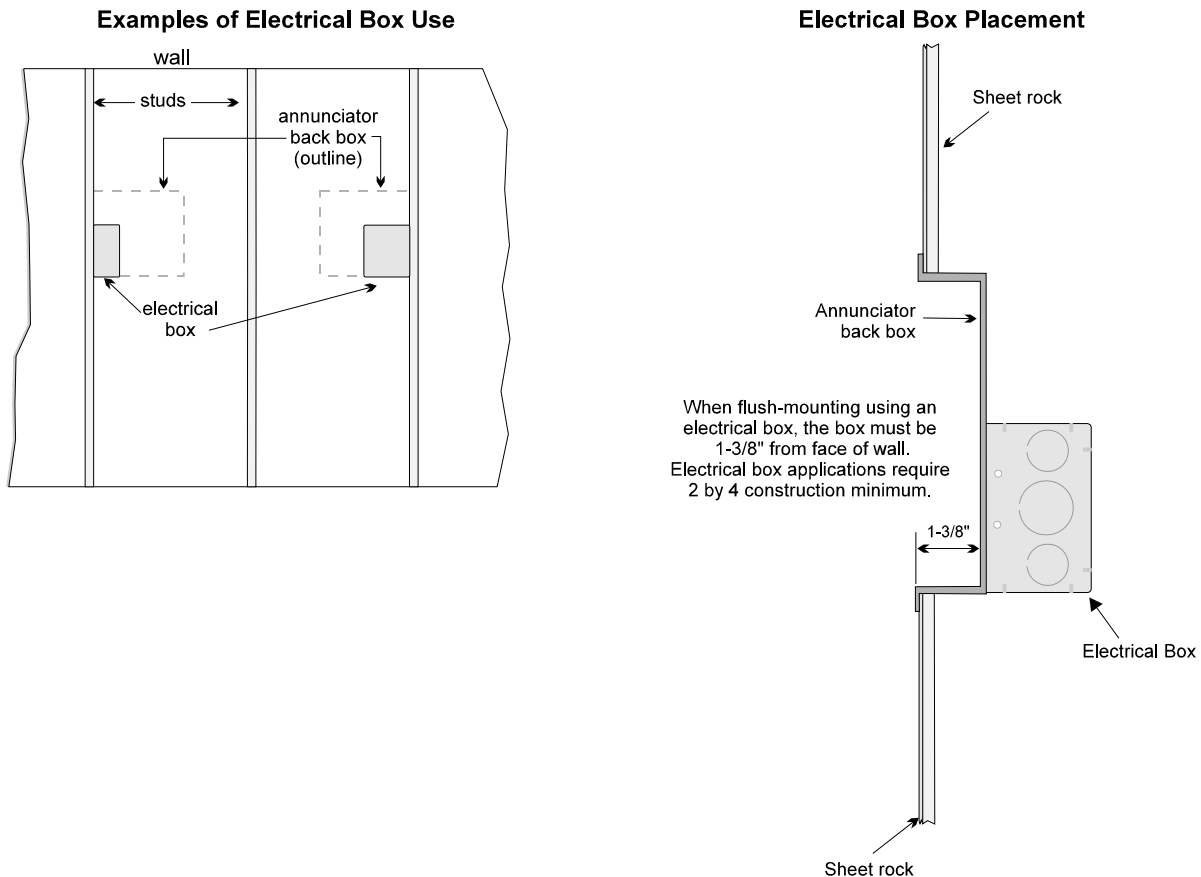 Examples of Electrical Box Use
wall
studs
annunciator
back box
(outline)
electrical
box
Electrical Box Placement
Sheet rock
Annunciator
back box
When flush-mounting using an
electrical box, the box must be
1-3/8" from face of wall.
Electrical box applications require
2 by 4 construction minimum.
1-3/8"
Electrical Box
Sheet rock